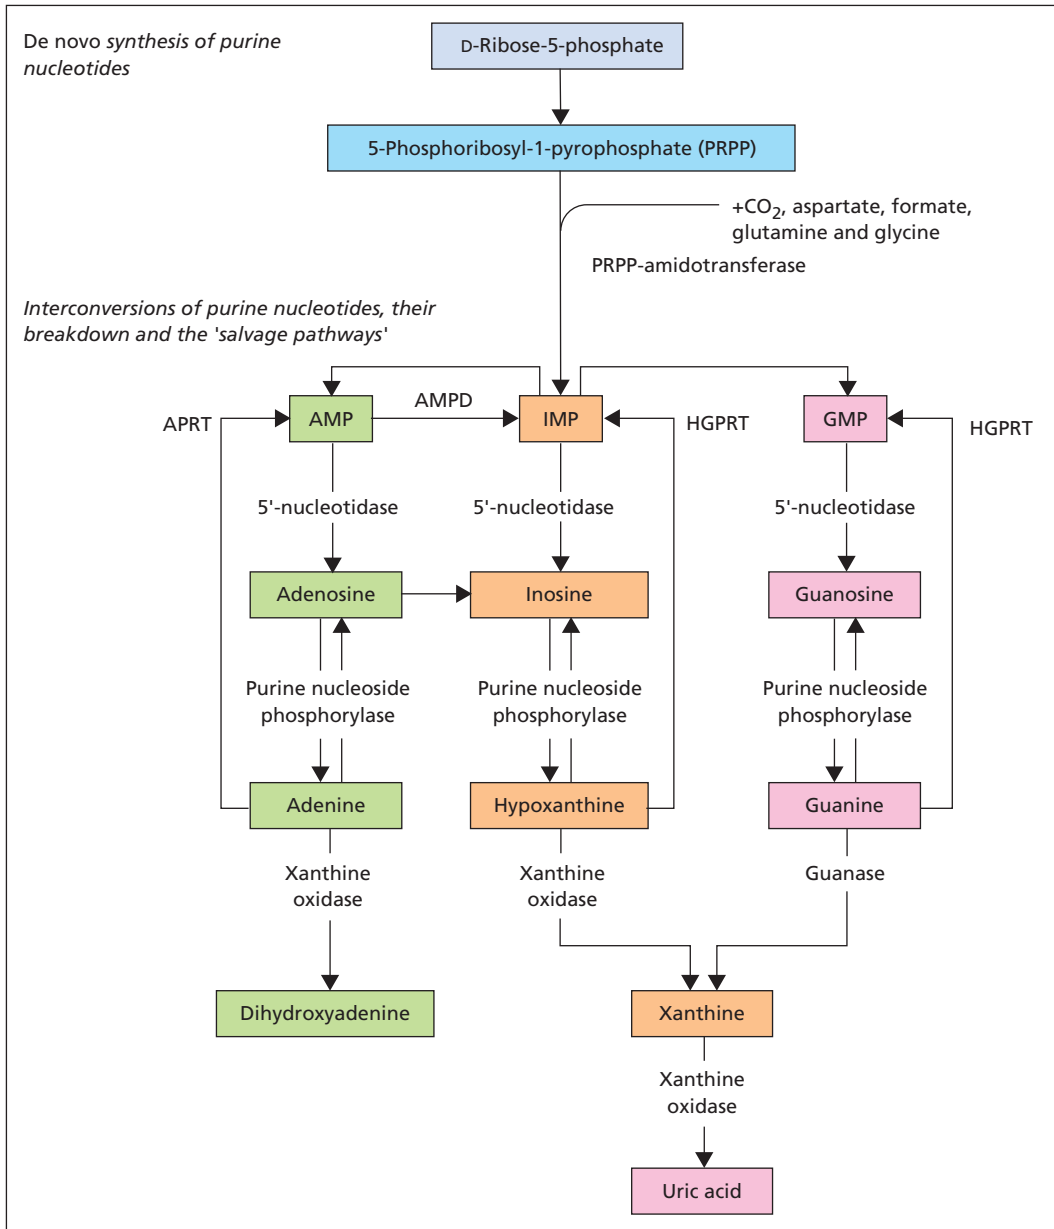 De novo synthesis of purine
nucleotides
D-Ribose-5-phosphate
5-Phosphoribosyl-1-pyrophosphate (PRPP)
+CO2, aspartate, formate,
glutamine and glycine
PRPP-amidotransferase
Interconversions of purine nucleotides, their
breakdown and the 'salvage pathways'
APRT
AMP
AMPD
IMP
HGPRT
GMP
HGPRT
5'-nucleotidase
5'-nucleotidase
5'-nucleotidase
Adenosine
Inosine
Guanosine
Purine nucleoside
phosphorylase
Purine nucleoside
phosphorylase
Purine nucleoside
phosphorylase
Adenine
Hypoxanthine
Guanine
Xanthine
oxidase
Xanthine
oxidase
Guanase
Dihydroxyadenine
Xanthine
Xanthine
oxidase
Uric acid